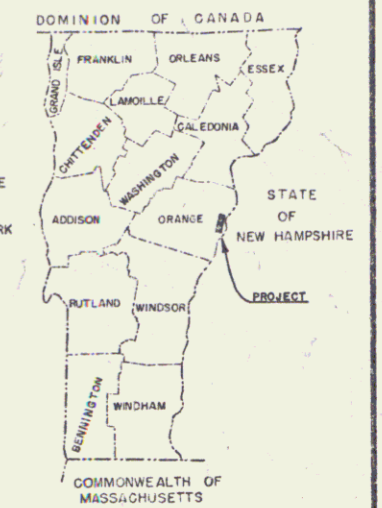 DOMINION OF CANADA
GRAND ISLE
FRANKLIN
ORLEANS
ESSEX
LAMOILLE
CALEDONIA
CHITTENDEN
WASHINGTON
STATE
OF
NEW HAMPSHIRE
ADDISON
ORANGE
PROJECT
RUTLAND
WINDSOR
BENNINGTON
WINDHAM
COMMONWEALTH OF
MASSACHUSETTS
E
RK